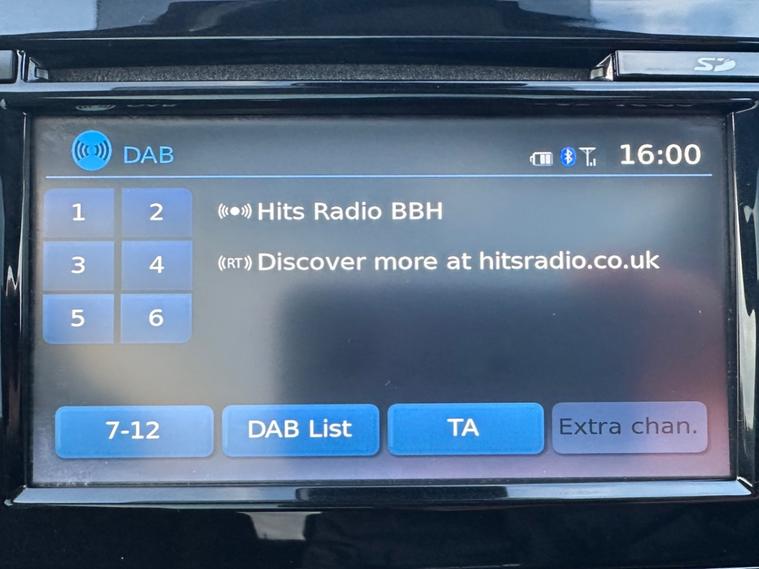 SD
DAB
16:00
1 2
Hits Radio BBH
3 4
RT Discover more at hitsradio.co.uk
5 6
7-12 DAB List TA Extra chan.